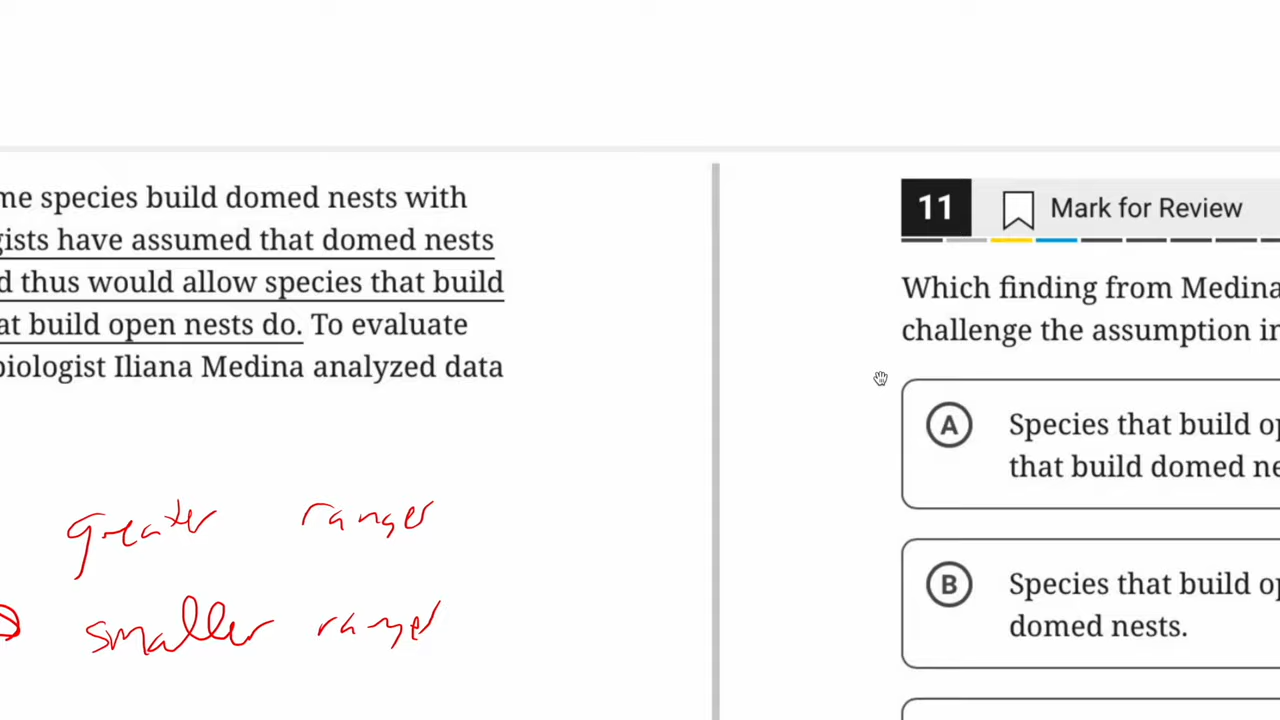 me species build domed nests with
gists have assumed that domed nests
d thus would allow species that build
at build open nests do. To evaluate
biologist Iliana Medina analyzed data
greater ranges
smaller ranges
11 Mark for Review
Which finding from Medina
challenge the assumption in
A Species that build op
that build domed ne
B Species that build op
domed nests.